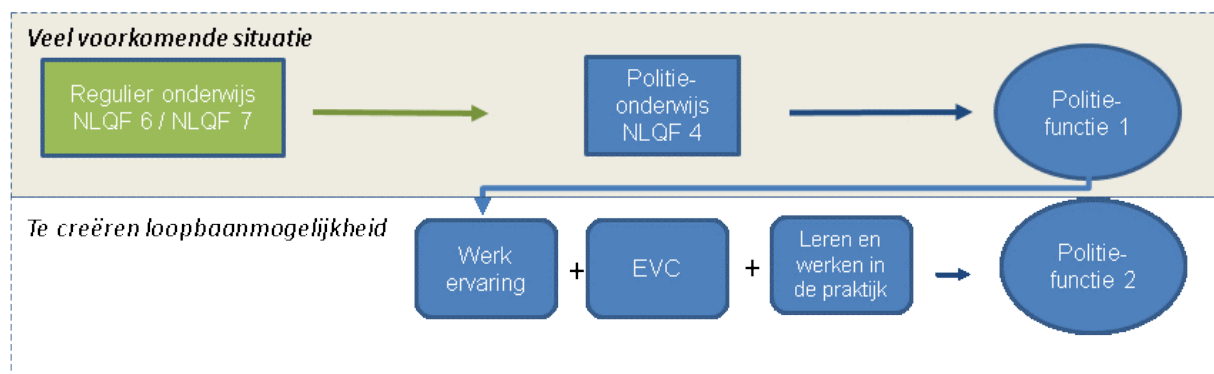 Veel voorkomende situatie
Regulier onderwijs
NLQF 6 / NLQF 7
Politie-
onderwijs
NLQF 4
Politie-
functie 1
Te creëren loopbaanmogelijkheid
Werk
ervaring
+
EVC
+
Leren en
werken in
de praktijk
Politie-
functie 2